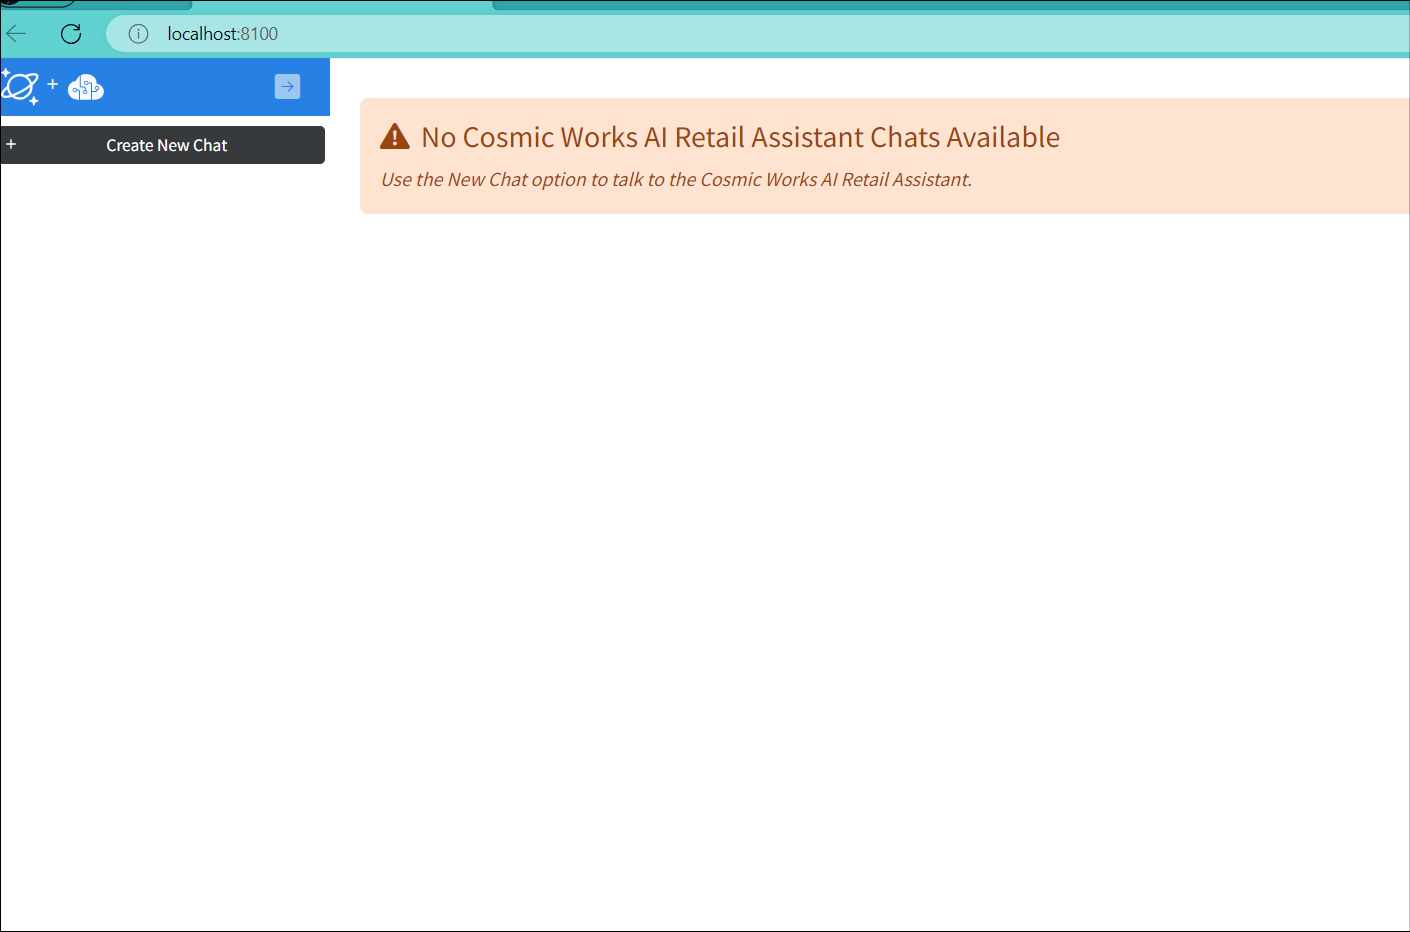 localhost:8100
+
+ Create New Chat
No Cosmic Works AI Retail Assistant Chats Available
Use the New Chat option to talk to the Cosmic Works AI Retail Assistant.